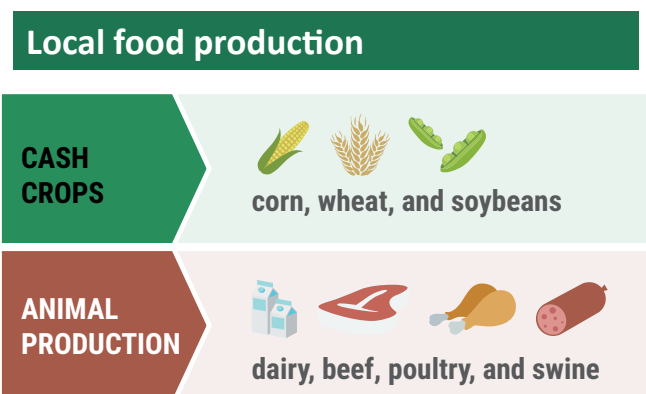 Local food production
CASH
CROPS
corn, wheat, and soybeans
ANIMAL
PRODUCTION
dairy, beef, poultry, and swine